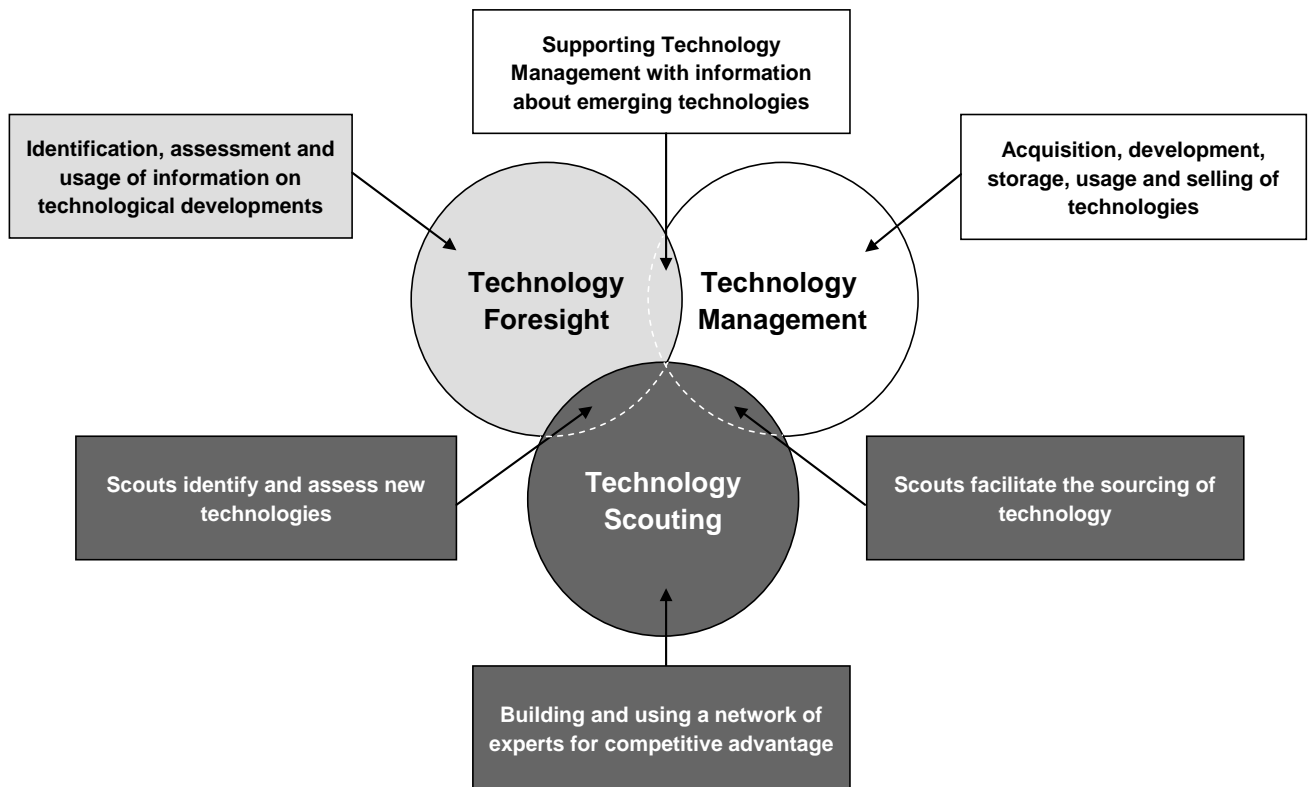 Supporting Technology
Management with information
about emerging technologies
Identification, assessment and
usage of information on
technological developments
Acquisition, development,
storage, usage and selling of
technologies
Technology
Foresight
Technology
Management
Scouts identify and assess new
technologies
Technology
Scouting
Scouts facilitate the sourcing of
technology
Building and using a network of
experts for competitive advantage